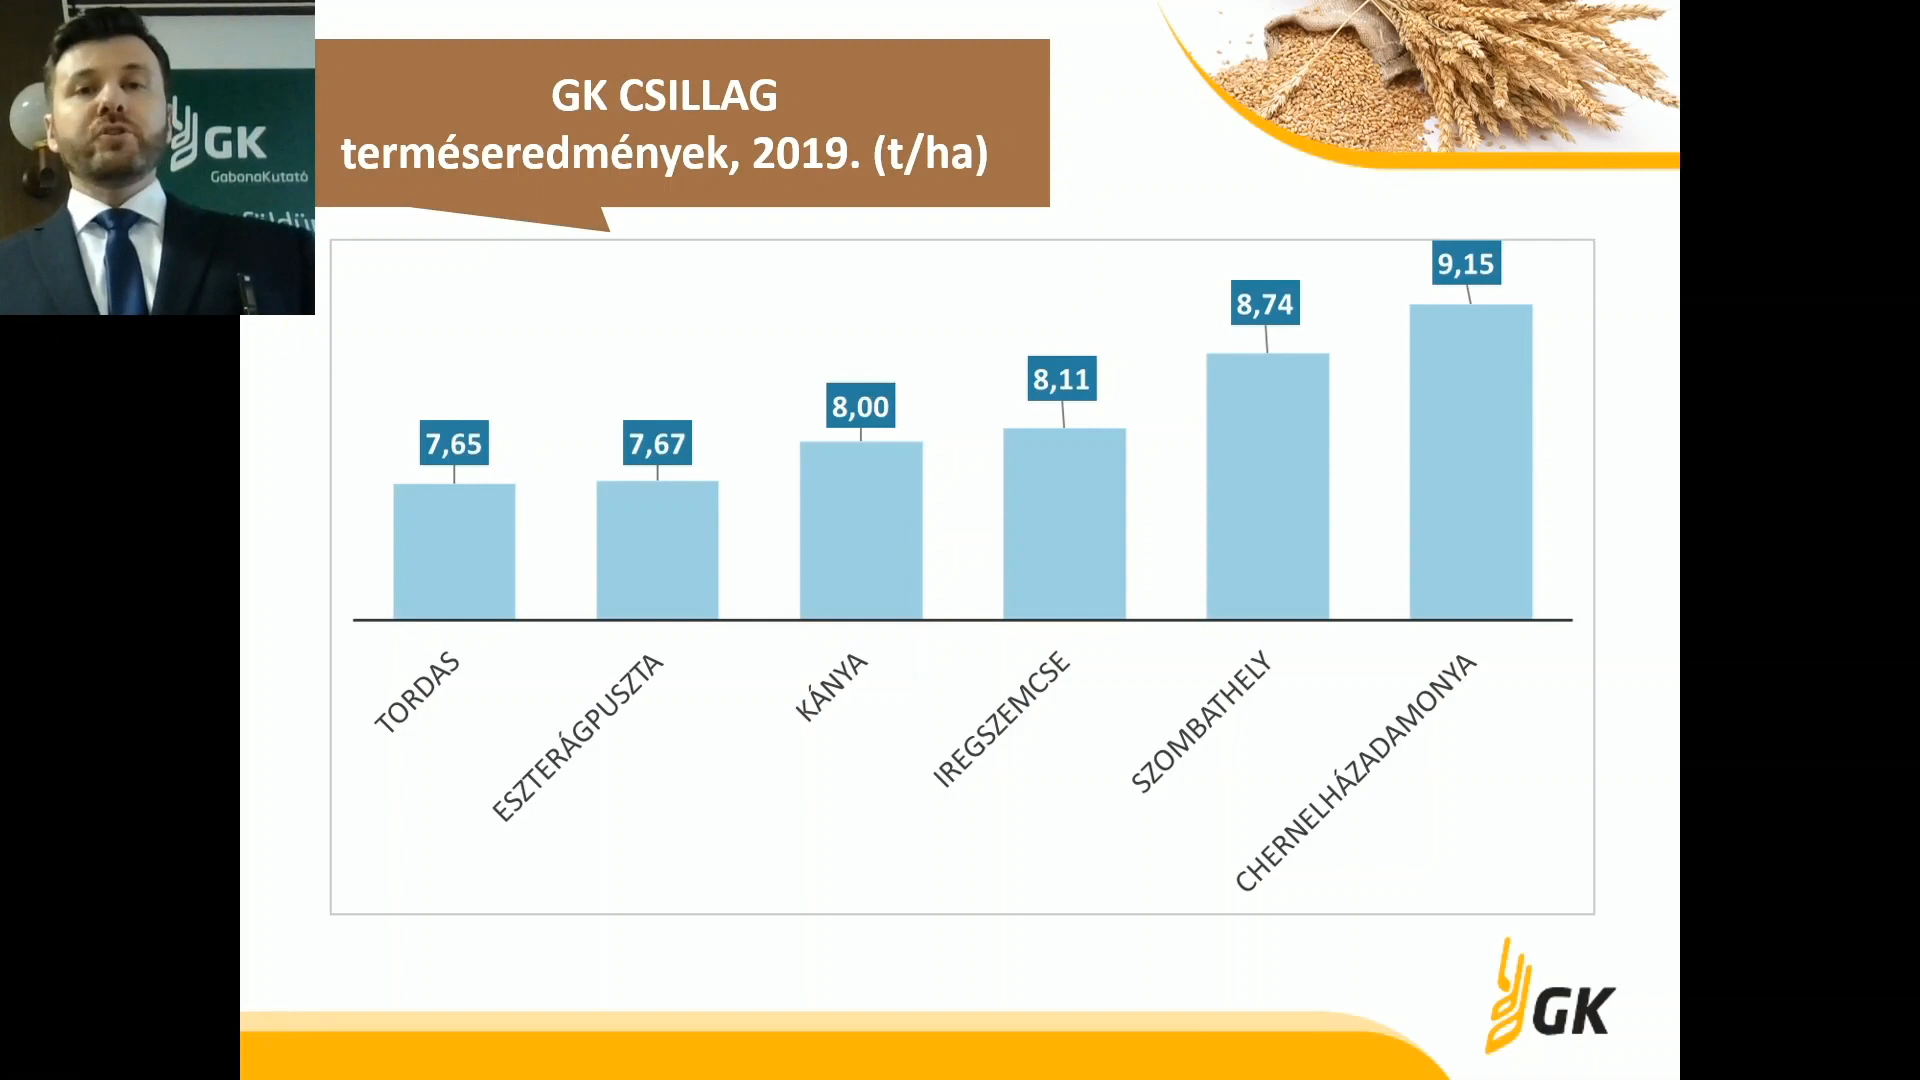 GK
GabonaKutató
GK CSILLAG
terméseredmények, 2019. (t/ha)
7,65
7,67
8,00
8,11
8,74
9,15
TORDAS
ESZTERÁGPUSZTA
KÁNYA
IREGSZEMCSE
SZOMBATHELY
CHERNELHÁZADAMONYA
GK